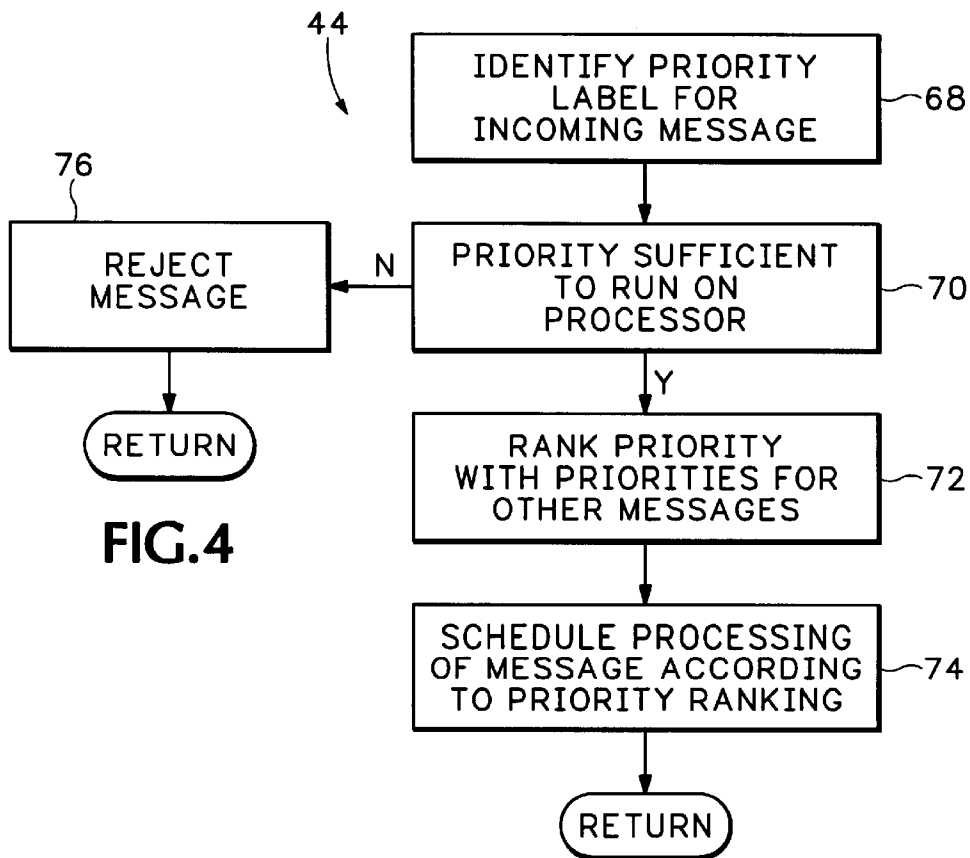 44
IDENTIFY PRIORITY
LABEL FOR
INCOMING MESSAGE
68
76
REJECT
MESSAGE
N
PRIORITY SUFFICIENT
TO RUN ON
PROCESSOR
70
Y
RETURN
RANK PRIORITY
WITH PRIORITIES FOR
OTHER MESSAGES
72
FIG.4
SCHEDULE PROCESSING
OF MESSAGE ACCORDING
TO PRIORITY RANKING
74
RETURN